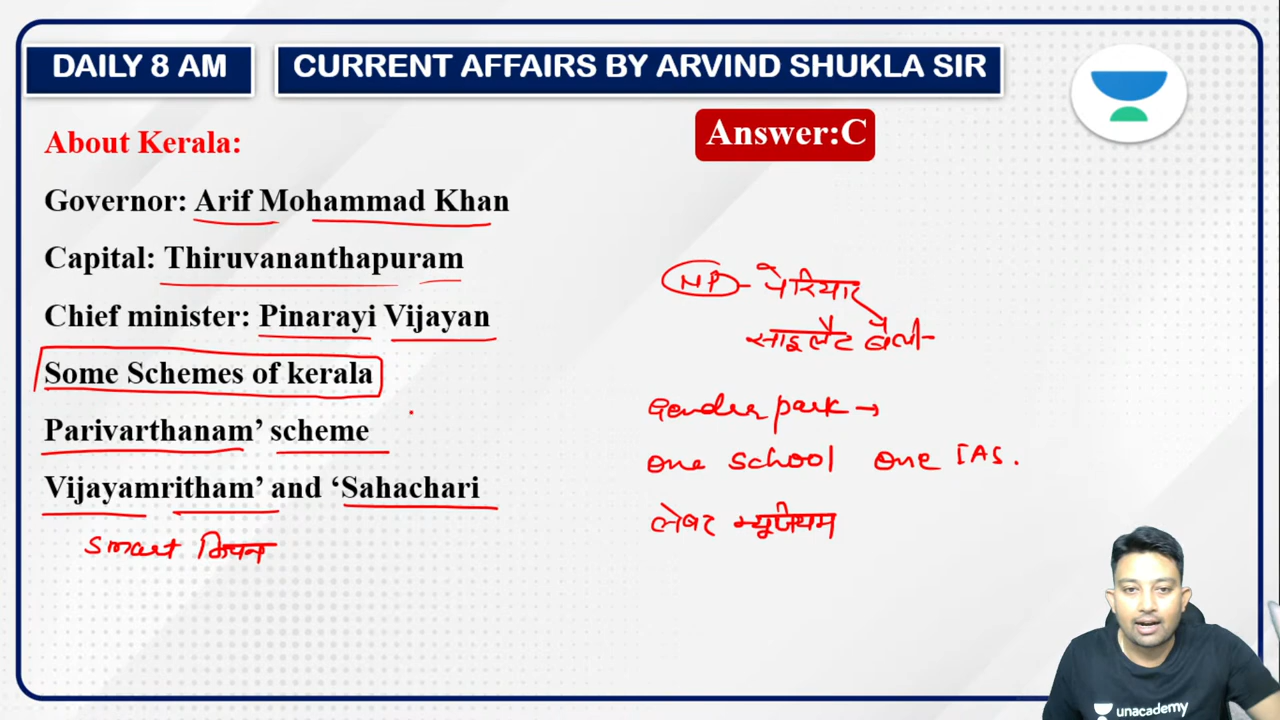 DAILY 8 AM
CURRENT AFFAIRS BY ARVIND SHUKLA SIR
Answer:C
About Kerala:
Governor: Arif Mohammad Khan
Capital: Thiruvananthapuram
Chief minister: Pinarayi Vijayan
Some Schemes of kerala
Parivarthanam’ scheme
Vijayamritham’ and ‘Sahachari
smart किचन
NP - पेरियार
साइलैंट वैली-
Gender park →
one school one IAS.
लेबर म्यूजियम
unacademy